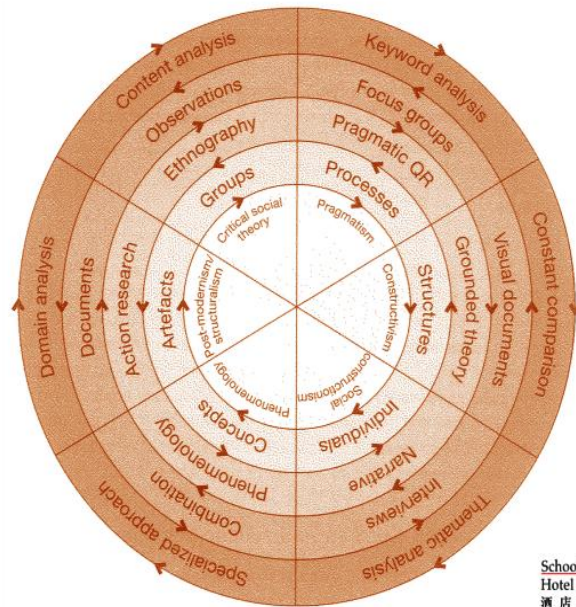 Content analysis
Keyword analysis
Observations
Focus groups
Ethnography
Pragmatic QR
Groups
Processes
Critical social
theory
Pragmatism
Domain analysis
Documents
Action research
Artefacts
Post-modernism/
structuralism
Constructivism
Structures
Grounded theory
Visual documents
Constant comparison
Phenomenology
Social
constructionism
Concepts
Individuals
Phenomenology
Narrative
Combination
Interviews
Specialized approach
Thematic analysis
Schoo
Hotel
酒 店